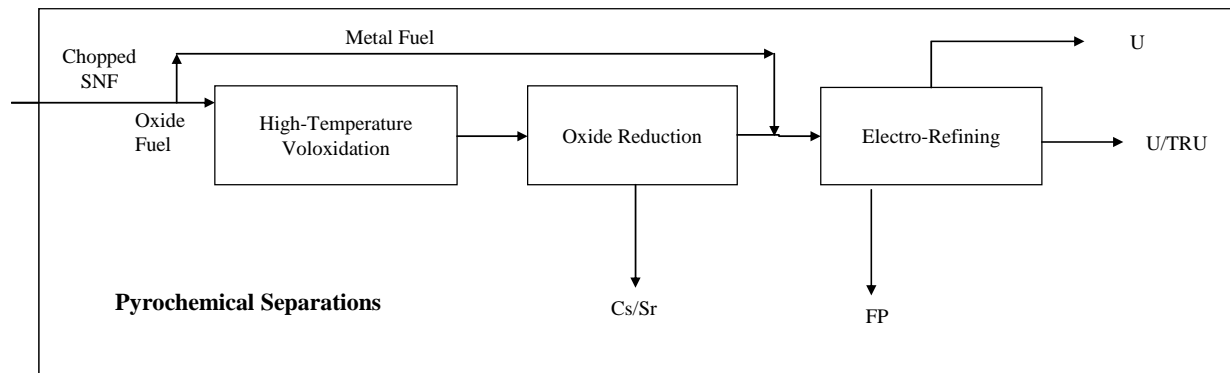 Metal Fuel
U
Chopped
SNF
Oxide
Fuel
High-Temperature
Voloxidation
Oxide Reduction
Electro-Refining
U/TRU
Pyrochemical Separations
Cs/Sr
FP